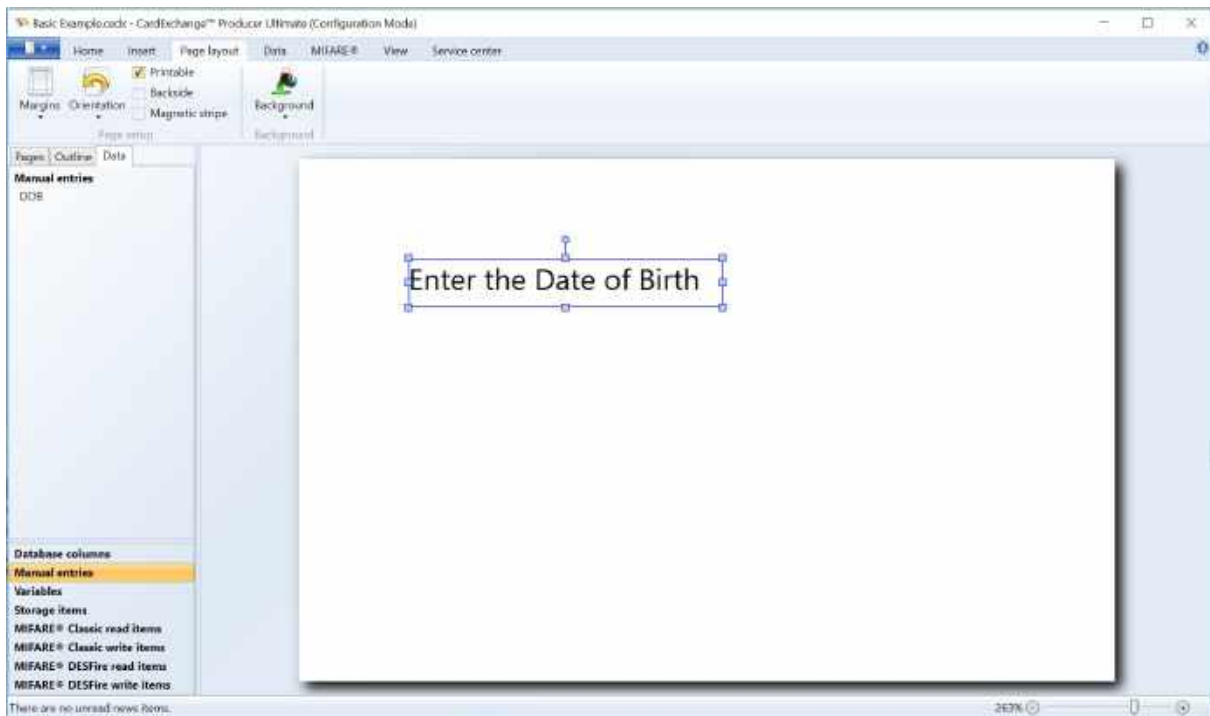 Basic Example.cxdx - CardExchange™ Producer Ultimate (Configuration Mode)
Home Insert Page layout Data MIFARE® View Service center
Printable
Backside
Magnetic stripe
Margins Orientation Background
Page setup Background
Pages Outline Data
Manual entries
DOB
Enter the Date of Birth
Database columns
Manual entries
Variables
Storage items
MIFARE® Classic read items
MIFARE® Classic write items
MIFARE® DESFire read items
MIFARE® DESFire write items
There are no unread news items. 263%